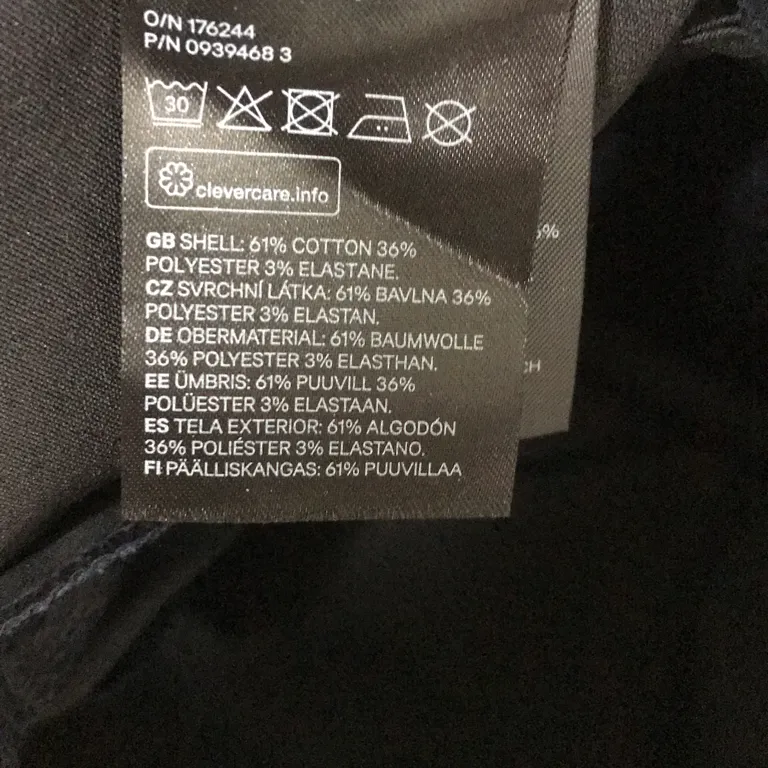 O/N 176244
P/N 0939468 3
30
clevercare.info
GB SHELL: 61% COTTON 36%
POLYESTER 3% ELASTANE.
CZ SVRCHNÍ LÁTKA: 61% BAVLNA 36%
POLYESTER 3% ELASTAN.
DE OBERMATERIAL: 61% BAUMWOLLE
36% POLYESTER 3% ELASTHAN.
EE ÜMBRIS: 61% PUUVILL 36%
POLÜESTER 3% ELASTAAN.
ES TELA EXTERIOR: 61% ALGODÓN
36% POLIÉSTER 3% ELASTANO.
FI PÄÄLLISKANGAS: 61% PUUVILLAA